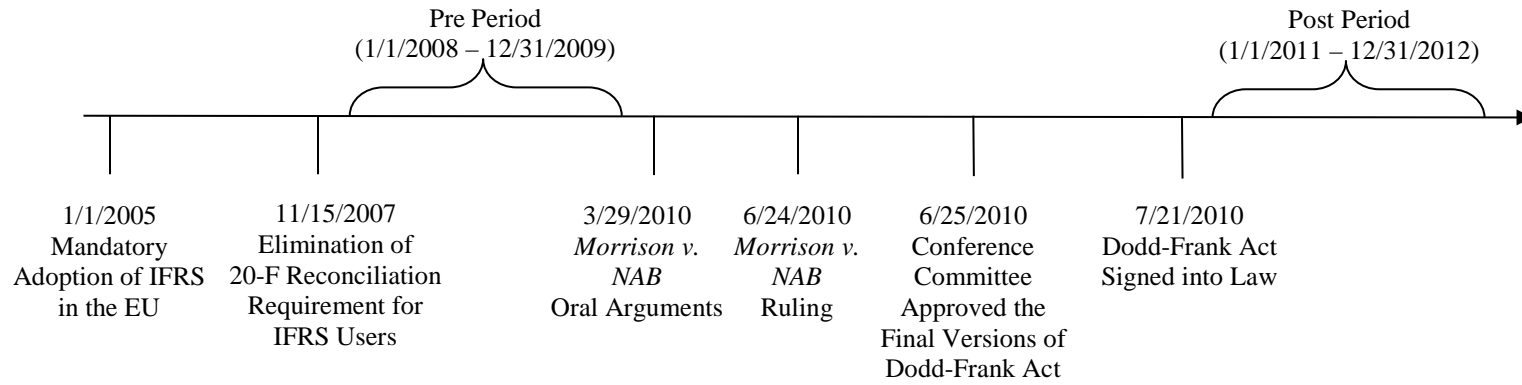 Pre Period
(1/1/2008 – 12/31/2009)
Post Period
(1/1/2011 – 12/31/2012)
1/1/2005
Mandatory
Adoption of IFRS
in the EU
11/15/2007
Elimination of
20-F Reconciliation
Requirement for
IFRS Users
3/29/2010
Morrison v.
NAB
Oral Arguments
6/24/2010
Morrison v.
NAB
Ruling
6/25/2010
Conference
Committee
Approved the
Final Versions of
Dodd-Frank Act
7/21/2010
Dodd-Frank Act
Signed into Law